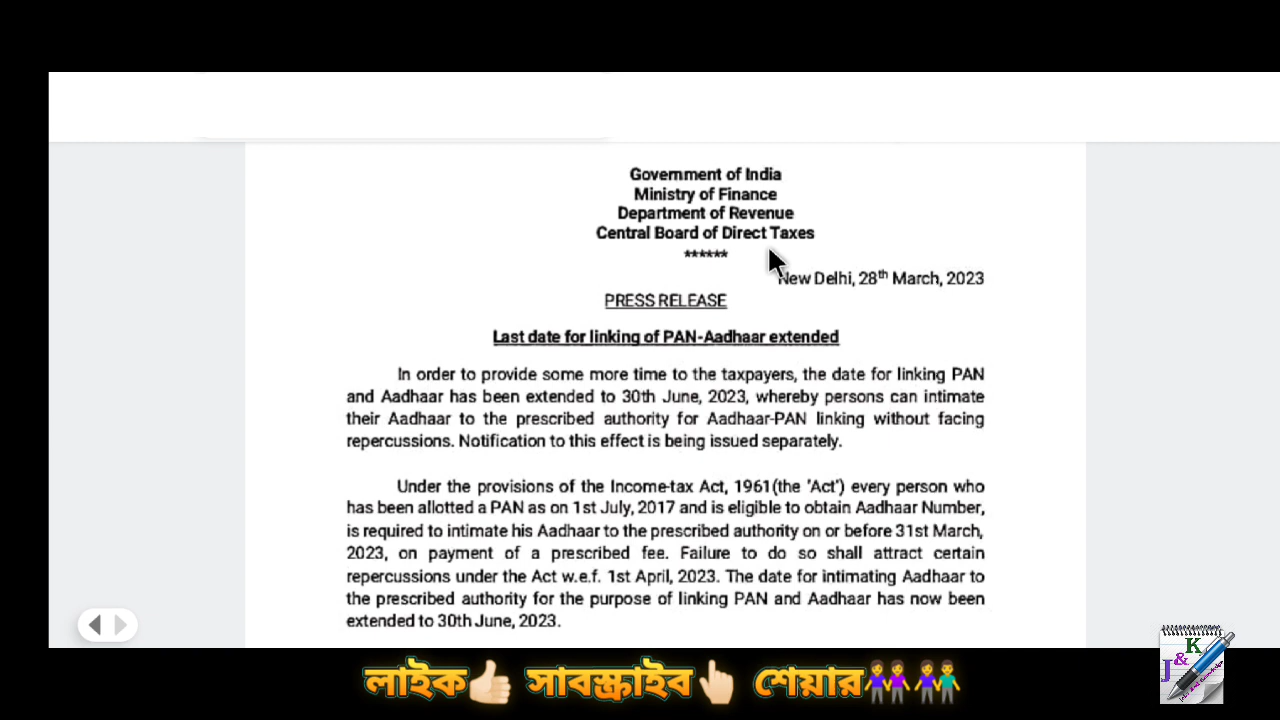 Government of India
Ministry of Finance
Department of Revenue
Central Board of Direct Taxes
******
New Delhi, 28th March, 2023
PRESS RELEASE
Last date for linking of PAN-Aadhaar extended
In order to provide some more time to the taxpayers, the date for linking PAN
and Aadhaar has been extended to 30th June, 2023, whereby persons can intimate
their Aadhaar to the prescribed authority for Aadhaar-PAN linking without facing
repercussions. Notification to this effect is being issued separately.
Under the provisions of the Income-tax Act, 1961(the 'Act') every person who
has been allotted a PAN as on 1st July, 2017 and is eligible to obtain Aadhaar Number,
is required to intimate his Aadhaar to the prescribed authority on or before 31st March,
2023, on payment of a prescribed fee. Failure to do so shall attract certain
repercussions under the Act w.e.f. 1st April, 2023. The date for intimating Aadhaar to
the prescribed authority for the purpose of linking PAN and Aadhaar has now been
extended to 30th June, 2023.
লাইক👍🏻 সাবস্ক্রাইব👆🏻 শেয়ার👭👫
J&K